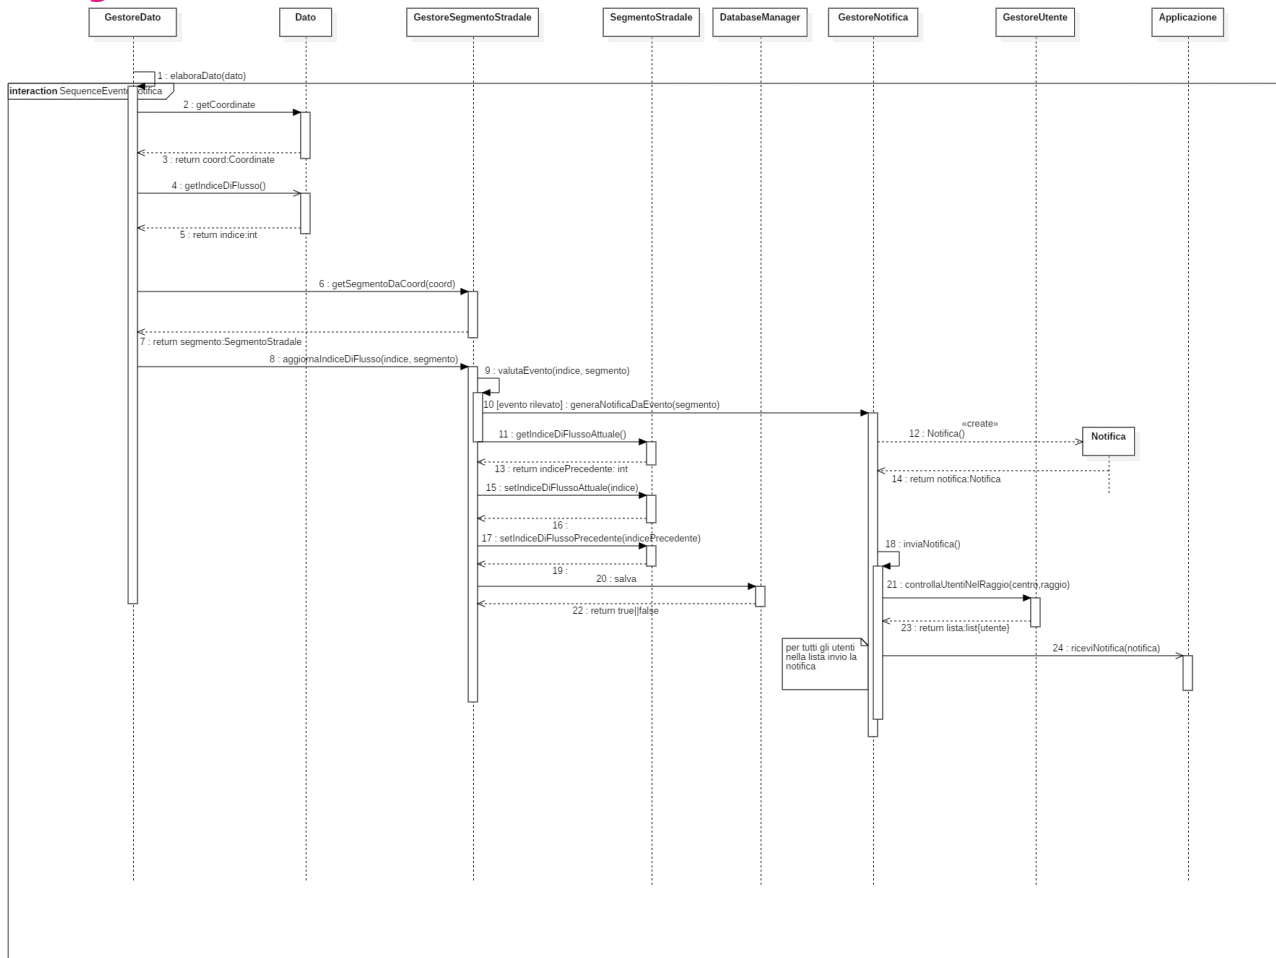 GestoreDato
Dato
GestoreSegmentoStradale
SegmentoStradale
DatabaseManager
GestoreNotifica
GestoreUtente
Applicazione
1 : elaboraDato(dato)
interaction SequenceEventoNotifica
2 : getCoordinate
3 : return coord:Coordinate
4 : getIndiceDiFlusso()
5 : return indice:int
6 : getSegmentoDaCoord(coord)
7 : return segmento:SegmentoStradale
8 : aggiornaIndiceDiFlusso(indice, segmento)
9 : valutaEvento(indice, segmento)
10 [evento rilevato] : generaNotificaDaEvento(segmento)
11 : getIndiceDiFlussoAttuale()
«create»
12 : Notifica()
Notifica
13 : return indicePrecedente: int
14 : return notifica:Notifica
15 : setIndiceDiFlussoAttuale(indice)
16 :
17 : setIndiceDiFlussoPrecedente(indicePrecedente)
18 : inviaNotifica()
19 :
20 : salva
21 : controllaUtentiNelRaggio(centro,raggio)
22 : return true||false
23 : return lista:list{utente}
per tutti gli utenti
nella lista invio la
notifica
24 : riceviNotifica(notifica)